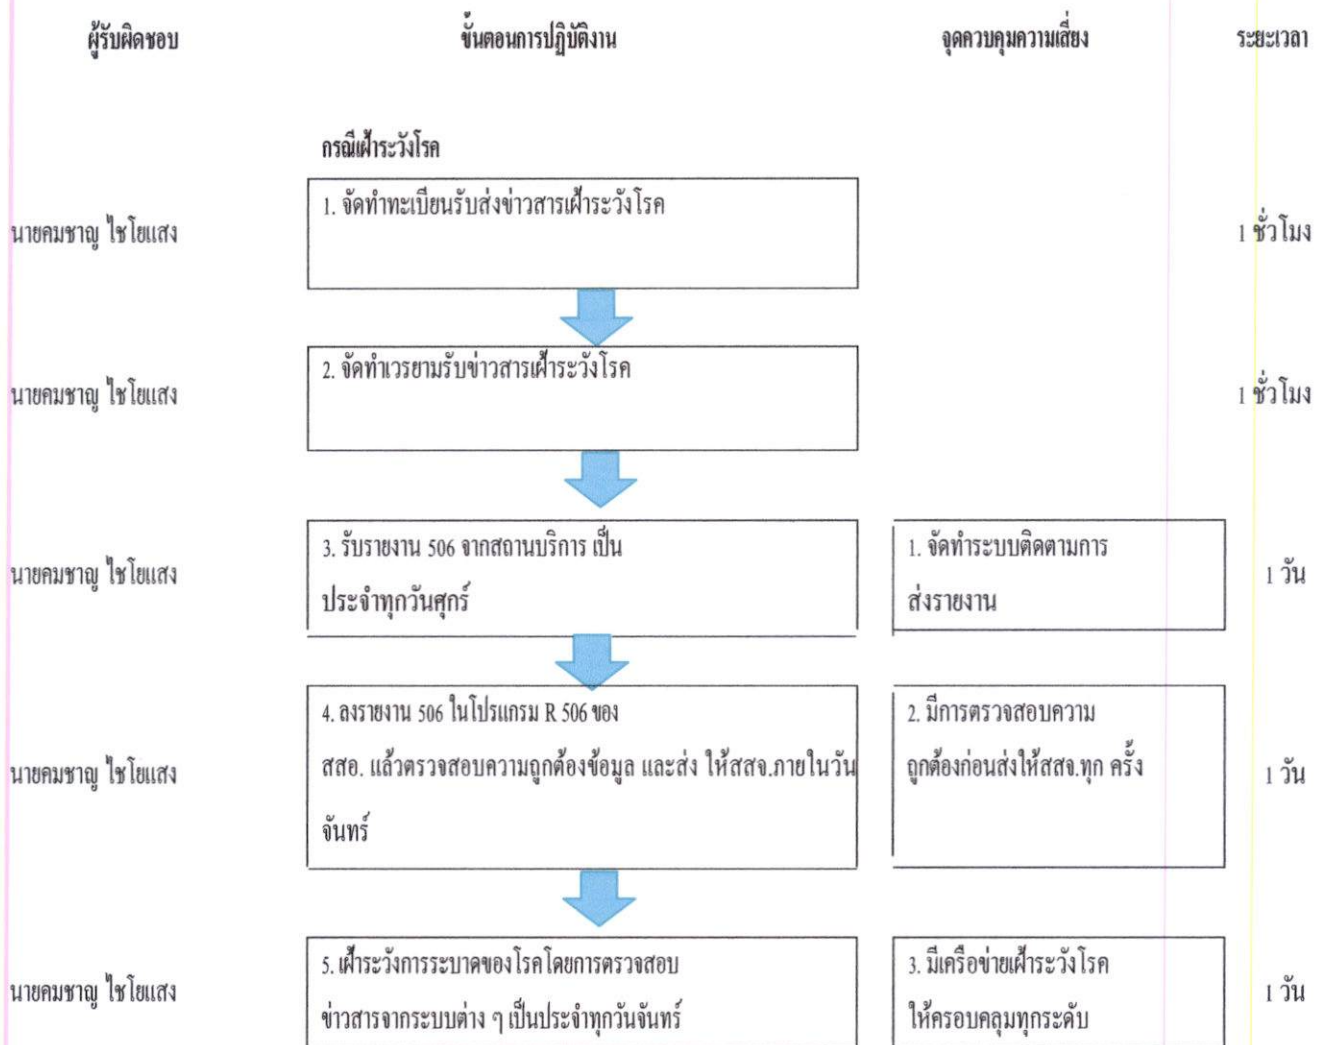 ผู้รับผิดชอบ ขั้นตอนการปฏิบัติงาน จุดควบคุมความเสี่ยง ระยะเวลา
กรณีเฝ้าระวังโรค
1. จัดทำทะเบียนรับส่งข่าวสารเฝ้าระวังโรค
นายคมชาญ ไชโยแสง
1 ชั่วโมง
2. จัดทำเวรยามรับข่าวสารเฝ้าระวังโรค
นายคมชาญ ไชโยแสง
1 ชั่วโมง
3. รับรายงาน 506 จากสถานบริการ เป็น
ประจำทุกวันศุกร์
นายคมชาญ ไชโยแสง
1. จัดทำระบบติดตามการ
ส่งรายงาน
1 วัน
4. ลงรายงาน 506 ในโปรแกรม R 506 ของ
สสอ. แล้วตรวจสอบความถูกต้องข้อมูล และส่ง ให้สสจ.ภายในวัน
จันทร์
นายคมชาญ ไชโยแสง
2. มีการตรวจสอบความ
ถูกต้องก่อนส่งให้สสจ.ทุก ครั้ง
1 วัน
5. เฝ้าระวังการระบาดของโรคโดยการตรวจสอบ
ข่าวสารจากระบบต่าง ๆ เป็นประจำทุกวันจันทร์
นายคมชาญ ไชโยแสง
3. มีเครือข่ายเฝ้าระวังโรค
ให้ครอบคลุมทุกระดับ
1 วัน